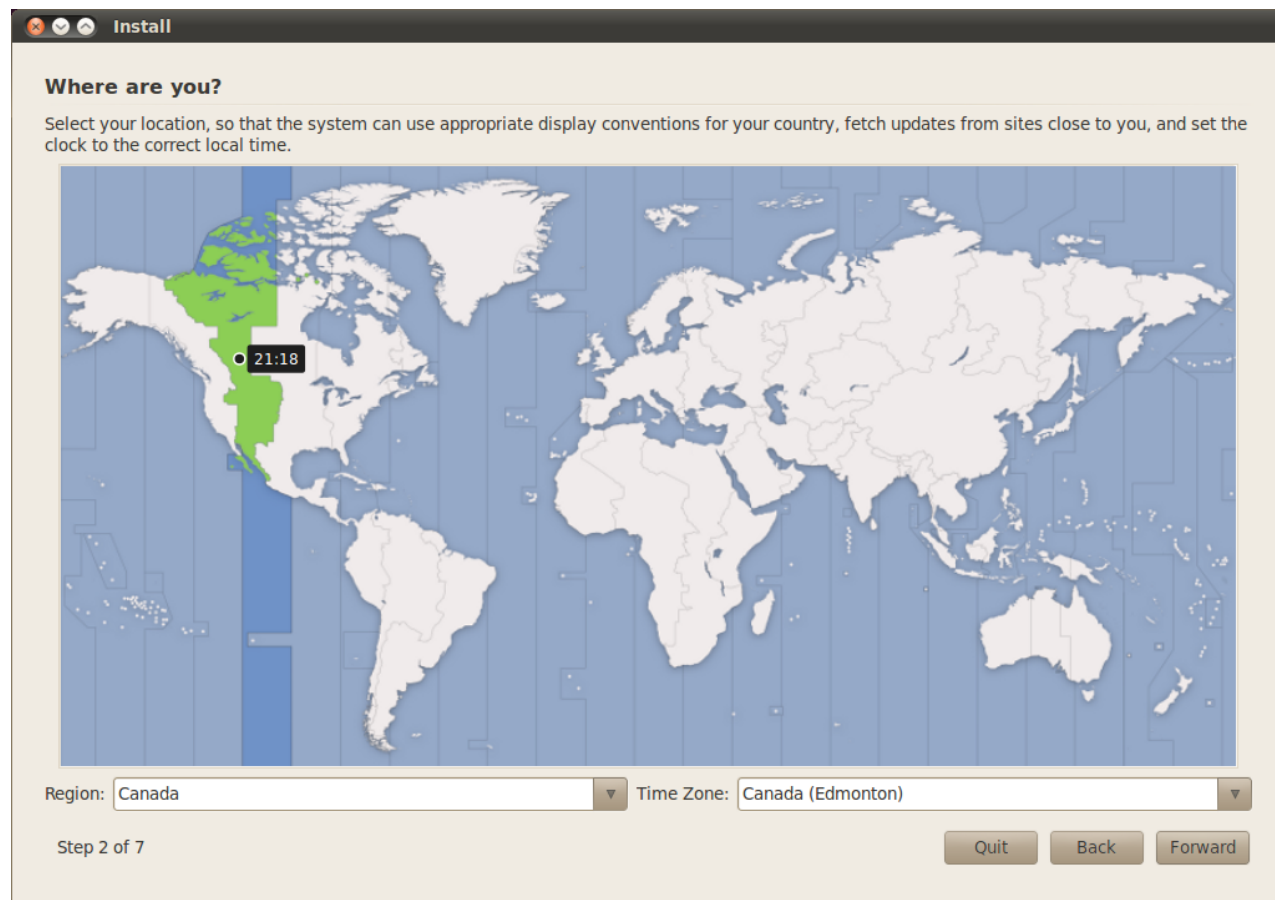 Install
Where are you?
Select your location, so that the system can use appropriate display conventions for your country, fetch updates from sites close to you, and set the
clock to the correct local time.
21:18
Region: Canada Time Zone: Canada (Edmonton)
Step 2 of 7 Quit Back Forward